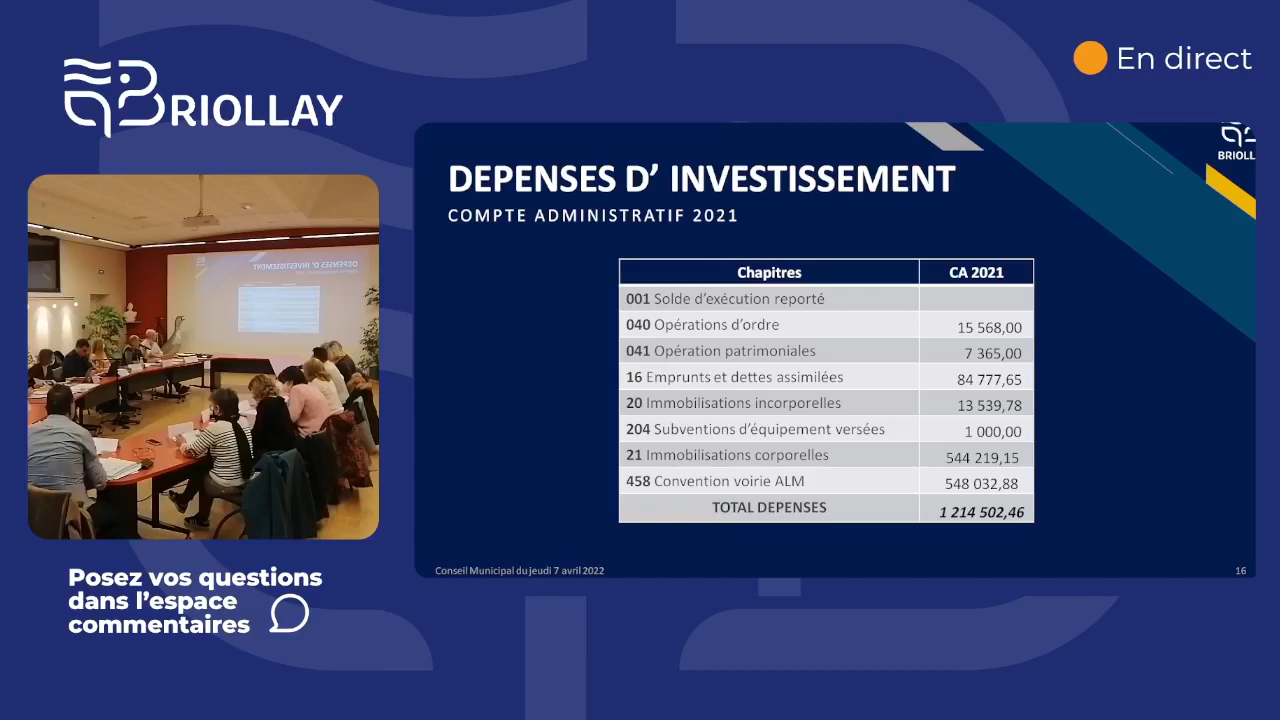 BRIOLLAY
En direct
BRIOLL
DEPENSES D’ INVESTISSEMENT
COMPTE ADMINISTRATIF 2021
Chapitres CA 2021
001 Solde d’exécution reporté
040 Opérations d’ordre 15 568,00
041 Opération patrimoniales 7 365,00
16 Emprunts et dettes assimilées 84 777,65
20 Immobilisations incorporelles 13 539,78
204 Subventions d’équipement versées 1 000,00
21 Immobilisations corporelles 544 219,15
458 Convention voirie ALM 548 032,88
TOTAL DEPENSES 1 214 502,46
Conseil Municipal du jeudi 7 avril 2022 16
DEPENSES D’ INVESTISSEMENT
Posez vos questions
dans l’espace
commentaires